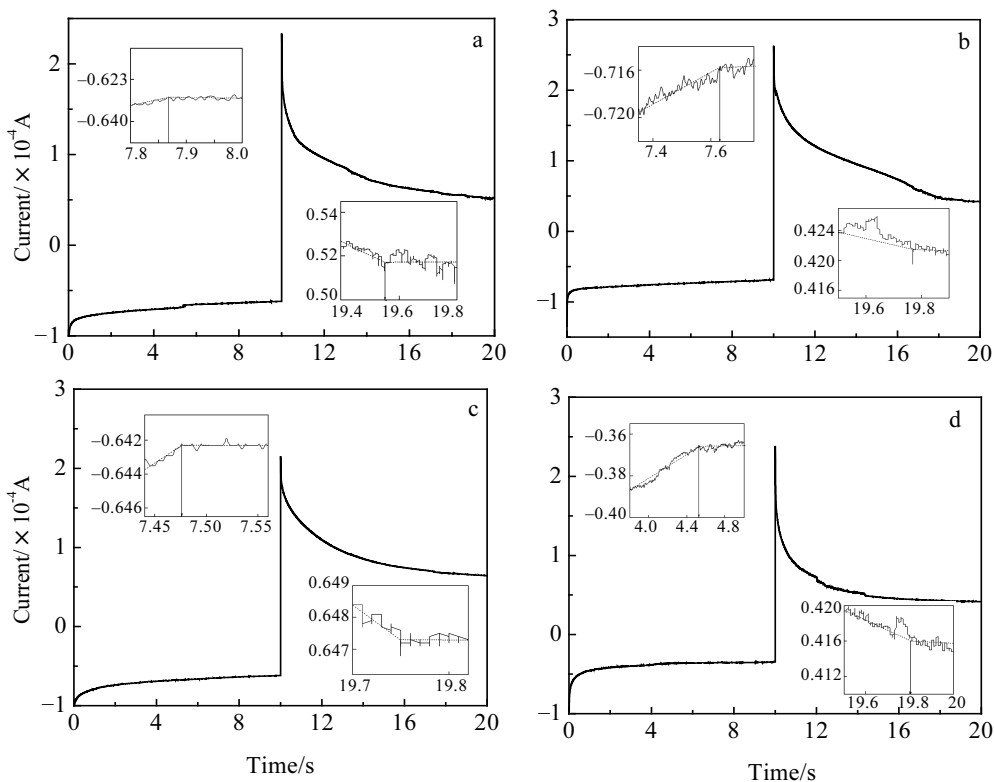 a
Current/×10⁻⁴A
2
1
0
−1
0 4 8 12 16 20
−0.623
−0.640
7.8 7.9 8.0
0.54
0.52
0.50
19.4 19.6 19.8
b
3
2
1
0
−1
0 4 8 12 16 20
−0.716
−0.720
7.4 7.6
0.424
0.420
0.416
19.6 19.8
c
Current/×10⁻⁴A
3
2
1
0
−1
0 4 8 12 16 20
Time/s
−0.642
−0.644
−0.646
7.45 7.50 7.55
0.649
0.648
0.647
19.7 19.8
d
3
2
1
0
−1
0 4 8 12 16 20
Time/s
−0.36
−0.38
−0.40
4.0 4.4 4.8
0.420
0.416
0.412
19.6 19.8 20